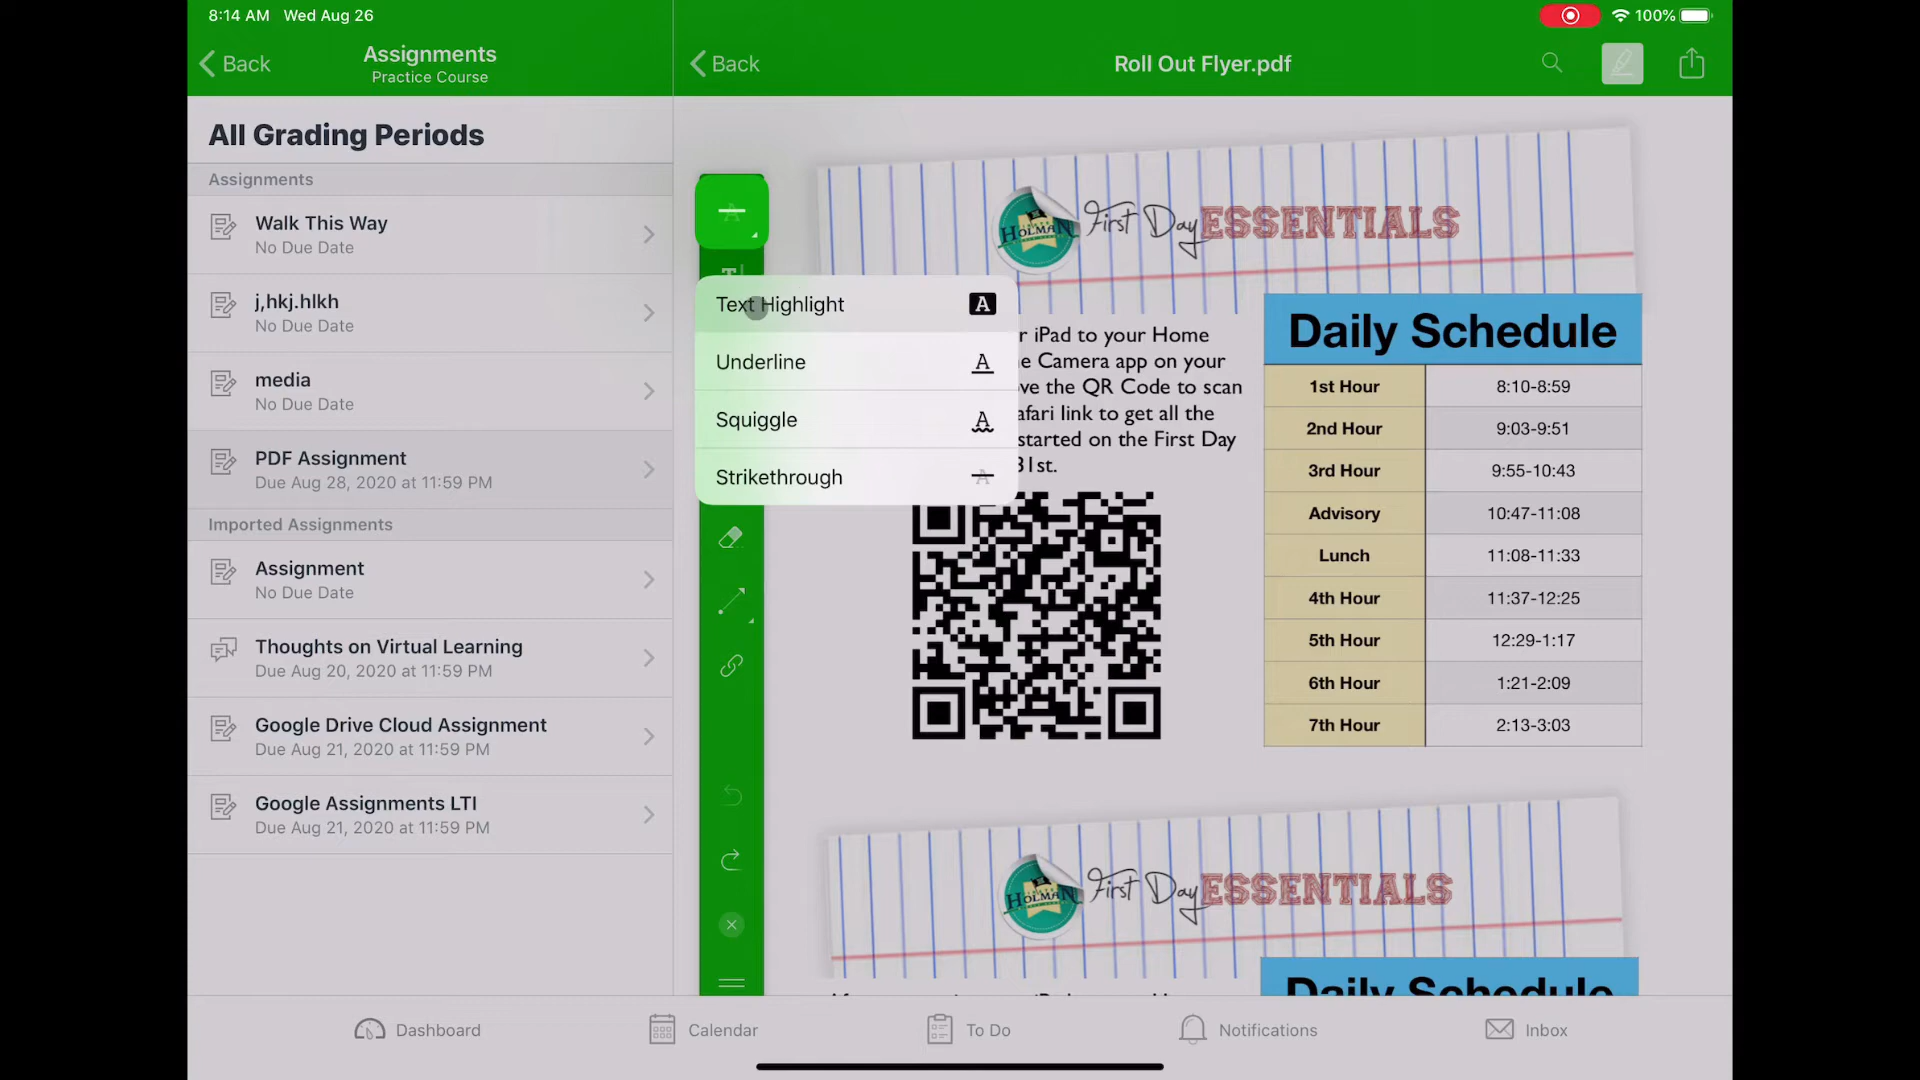 8:14 AM Wed Aug 26
100%
Back
Assignments
Practice Course
Back
Roll Out Flyer.pdf
All Grading Periods
Assignments
Walk This Way
No Due Date
j,hkj.hlkh
No Due Date
media
No Due Date
PDF Assignment
Due Aug 28, 2020 at 11:59 PM
Imported Assignments
Assignment
No Due Date
Thoughts on Virtual Learning
Due Aug 20, 2020 at 11:59 PM
Google Drive Cloud Assignment
Due Aug 21, 2020 at 11:59 PM
Google Assignments LTI
Due Aug 21, 2020 at 11:59 PM
Text Highlight A
Underline A
Squiggle A
Strikethrough A
HOLMAN
First Day ESSENTIALS
r iPad to your Home
e Camera app on your
ve the QR Code to scan
afari link to get all the
started on the First Day
31st.
Daily Schedule
1st Hour 8:10-8:59
2nd Hour 9:03-9:51
3rd Hour 9:55-10:43
Advisory 10:47-11:08
Lunch 11:08-11:33
4th Hour 11:37-12:25
5th Hour 12:29-1:17
6th Hour 1:21-2:09
7th Hour 2:13-3:03
HOLMAN
First Day ESSENTIALS
Daily Schedule
Dashboard
Calendar
To Do
Notifications
Inbox